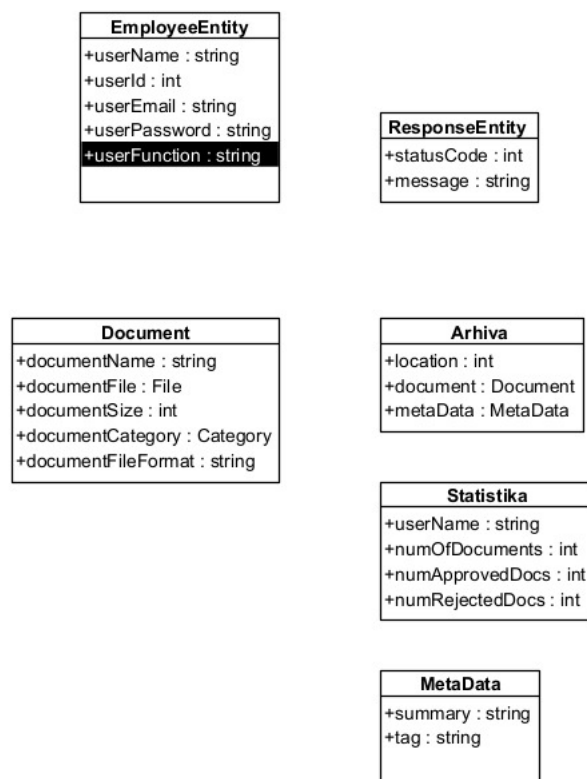 EmployeeEntity
+userName : string
+userId : int
+userEmail : string
+userPassword : string
+userFunction : string
ResponseEntity
+statusCode : int
+message : string
Document
+documentName : string
+documentFile : File
+documentSize : int
+documentCategory : Category
+documentFileFormat : string
Arhiva
+location : int
+document : Document
+metaData : MetaData
Statistika
+userName : string
+numOfDocuments : int
+numApprovedDocs : int
+numRejectedDocs : int
MetaData
+summary : string
+tag : string